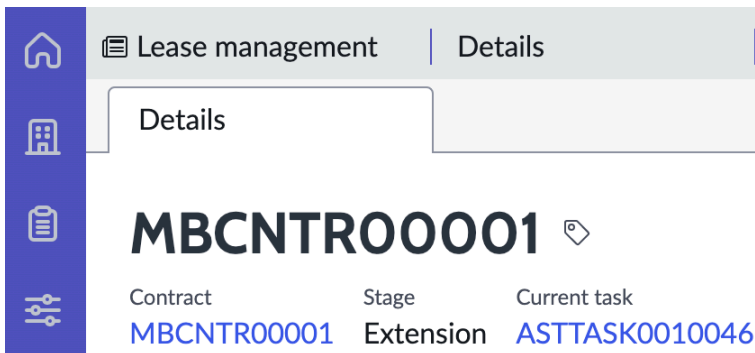 Lease management Details
Details
MBCNTR00001
Contract Stage Current task
MBCNTR00001 Extension ASTTASK0010046